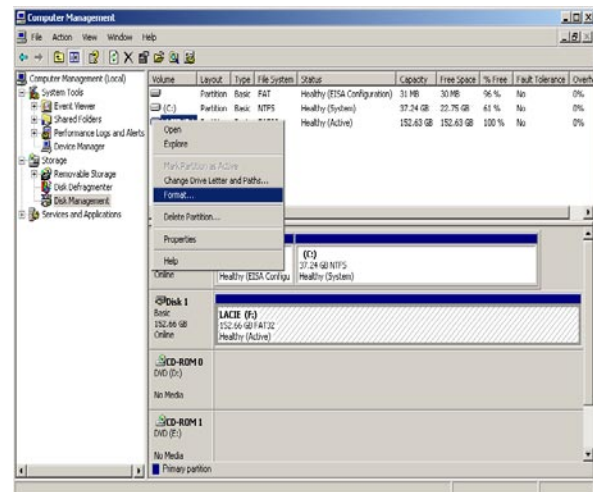 Computer Management
File Action View Window Help
Computer Management (Local)
System Tools
Event Viewer
Shared Folders
Performance Logs and Alerts
Device Manager
Storage
Removable Storage
Disk Defragmenter
Disk Management
Services and Applications
Volume Layout Type File System Status Capacity Free Space % Free Fault Tolerance Overh
Partition Basic FAT Healthy (EISA Configuration) 31 MB 30 MB 96 % No 0%
(C:) Partition Basic NTFS Healthy (System) 37.24 GB 22.75 GB 61 % No 0%
Healthy (Active) 152.63 GB 152.63 GB 100 % No 0%
Open
Explore
Mark Partition as Active
Change Drive Letter and Paths...
Format...
Delete Partition...
Properties
Help
Online
Healthy (EISA Configu
(C:)
37.24 GB NTFS
Healthy (System)
Disk 1
Basic
152.66 GB
Online
LACIE (F:)
152.66 GB FAT32
Healthy (Active)
CD-ROM 0
DVD (D:)
No Media
CD-ROM 1
DVD (E:)
No Media
Primary partition